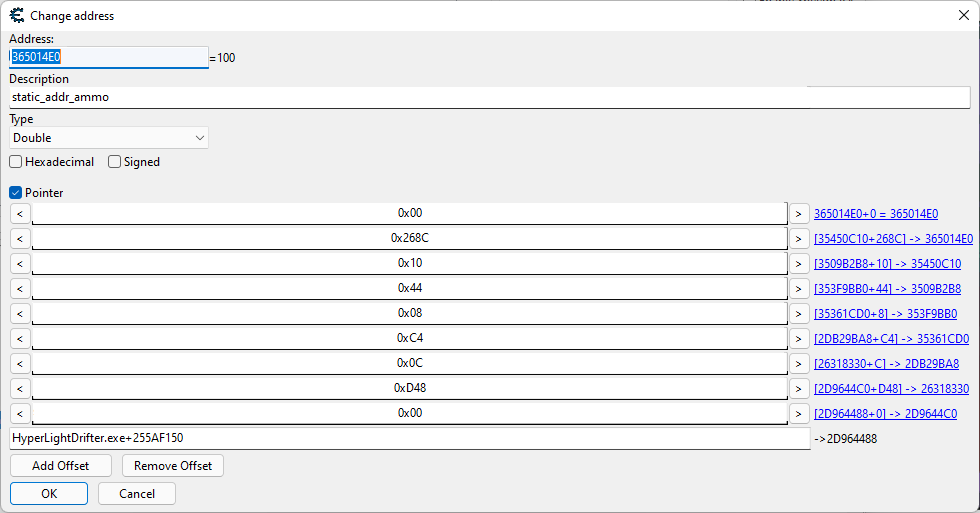 Change address
Address:
365014E0 =100
Description
static_addr_ammo
Type
Double
Hexadecimal Signed
Pointer
< 0x00 > 365014E0+0 = 365014E0
< 0x268C > [35450C10+268C] -> 365014E0
< 0x10 > [3509B2B8+10] -> 35450C10
< 0x44 > [353F9BB0+44] -> 3509B2B8
< 0x08 > [35361CD0+8] -> 353F9BB0
< 0xC4 > [2DB29BA8+C4] -> 35361CD0
< 0x0C > [26318330+C] -> 2DB29BA8
< 0xD48 > [2D9644C0+D48] -> 26318330
< 0x00 > [2D964488+0] -> 2D9644C0
HyperLightDrifter.exe+255AF150 ->2D964488
Add Offset Remove Offset
OK Cancel